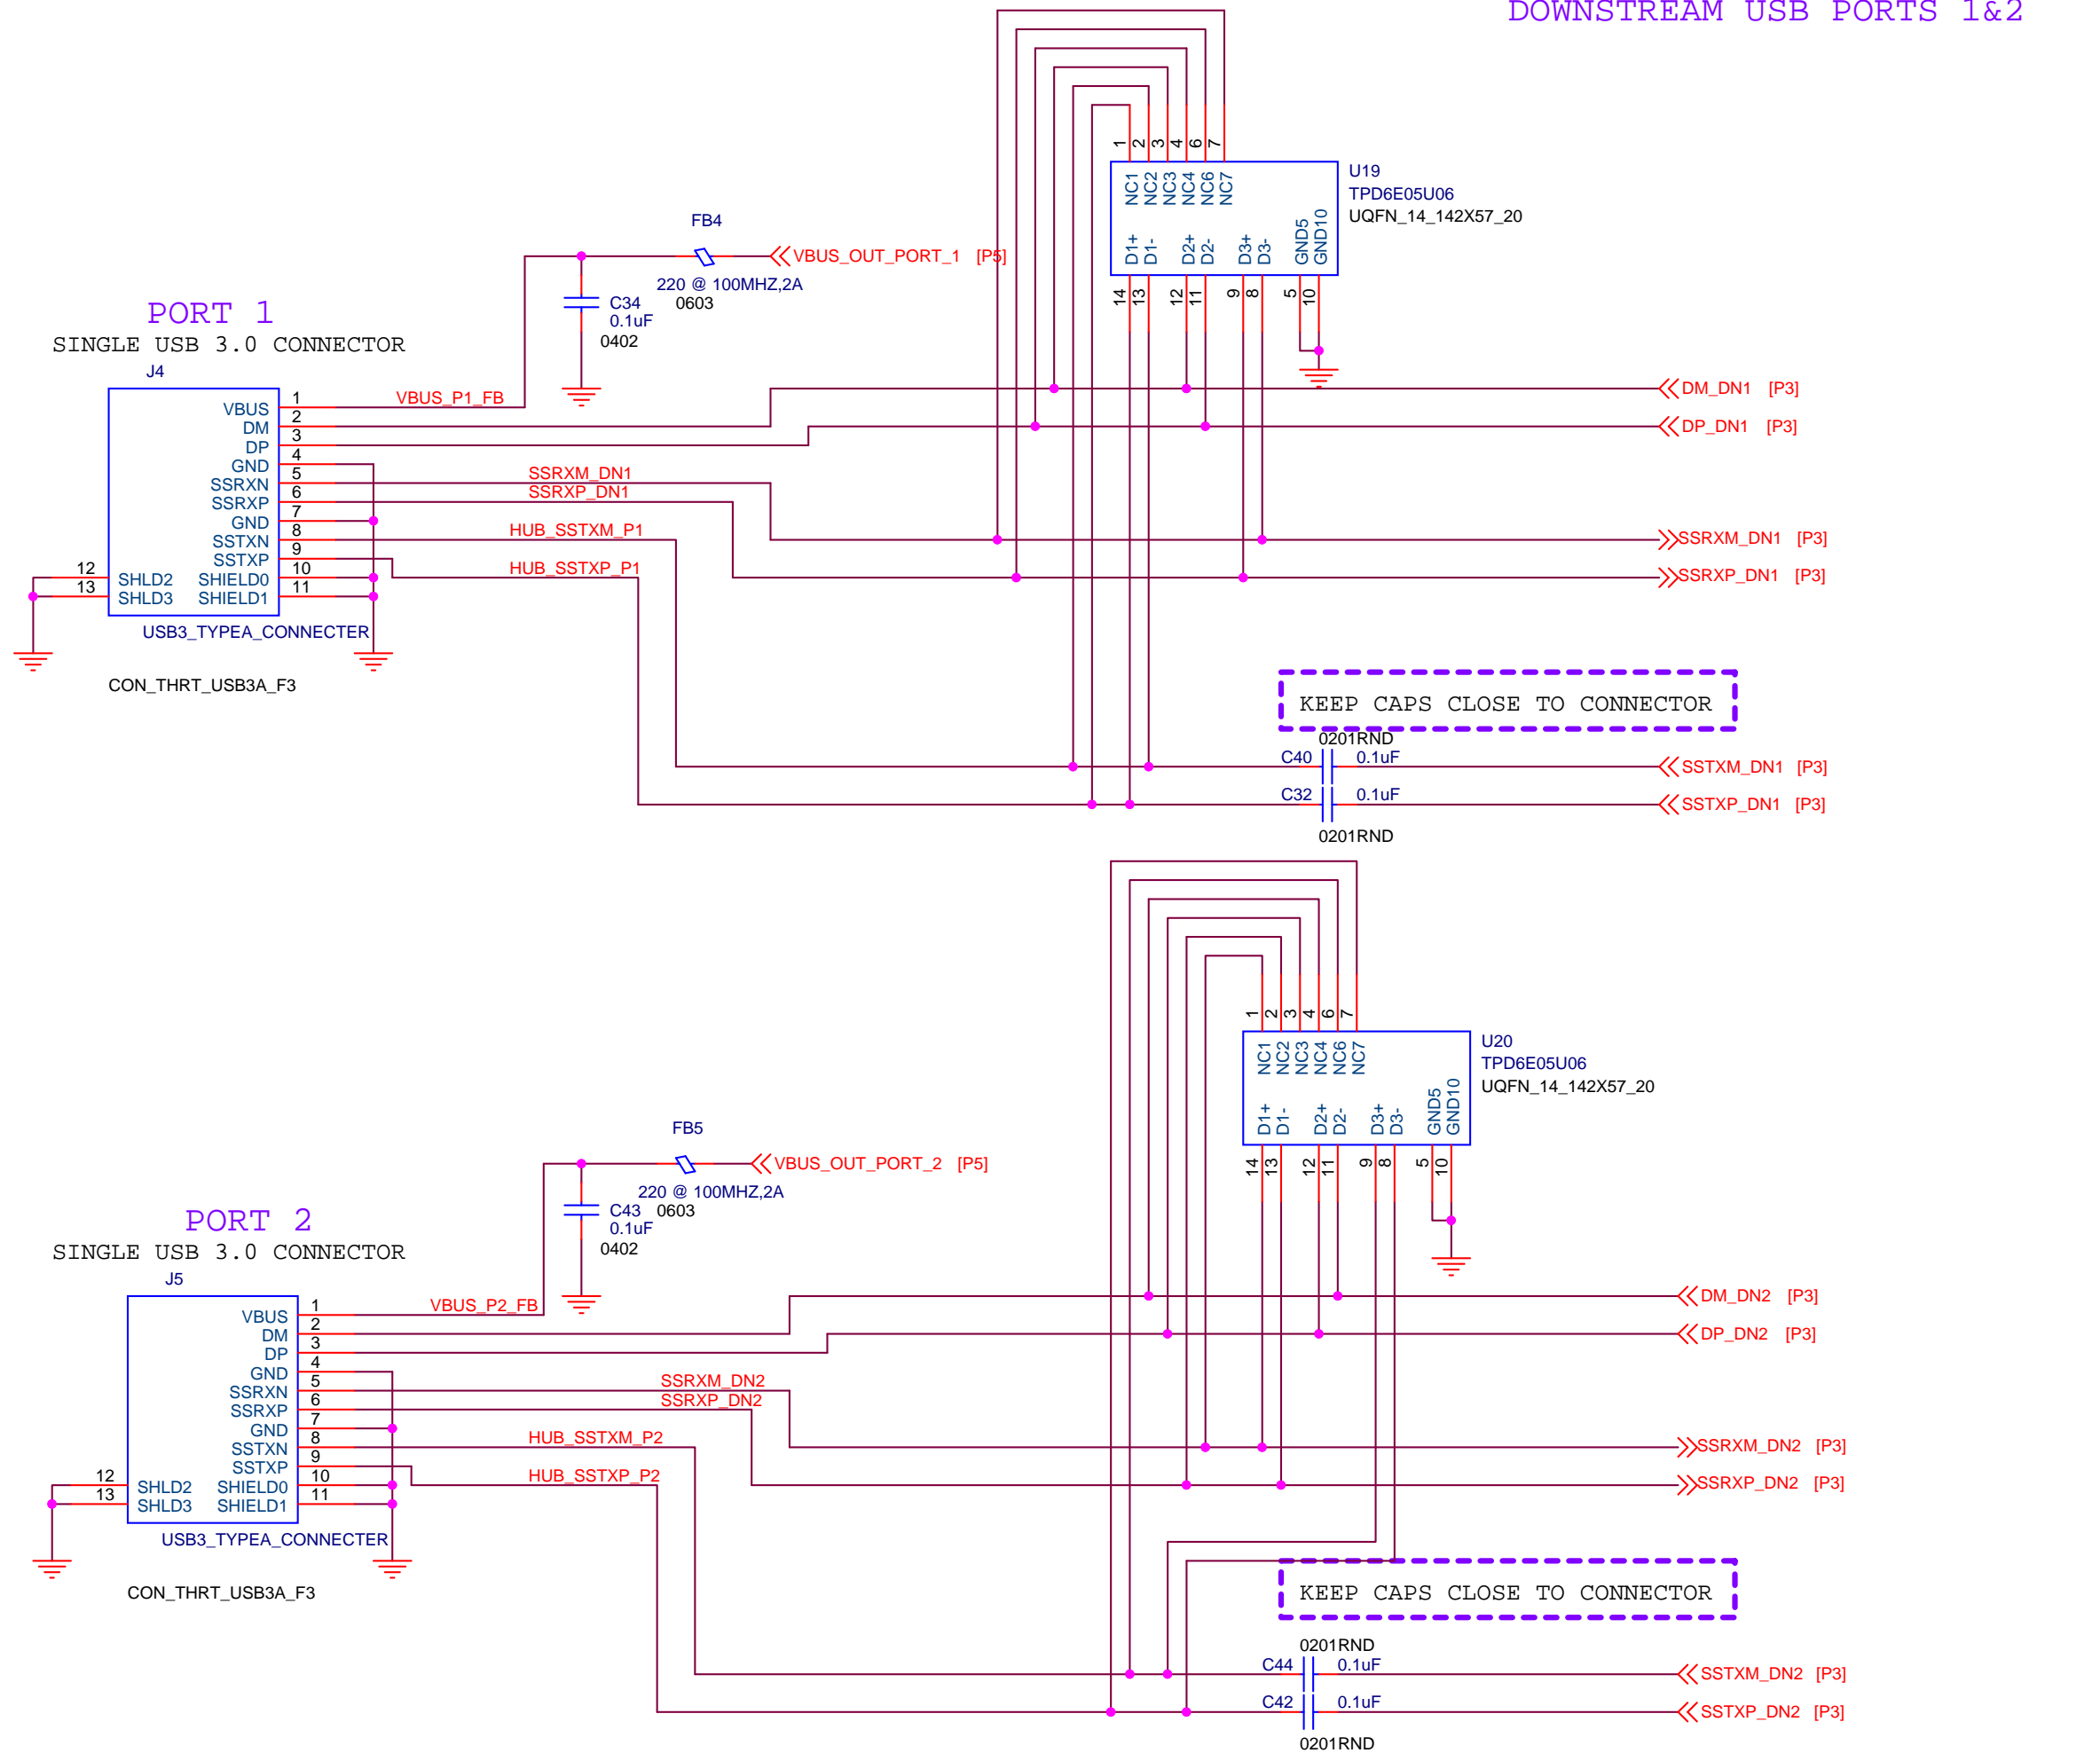 DOWNSTREAM USB PORTS 1&2
1
2
3
4
6
7
NC1
NC2
NC3
NC4
NC6
NC7
D1+
D1-
D2+
D2-
D3+
D3-
GND5
GND10
14
13
12
11
9
8
5
10
U19
TPD6E05U06
UQFN_14_142X57_20
FB4
VBUS_OUT_PORT_1 [P5]
220 @ 100MHZ,2A
0603
C34
0.1uF
0402
PORT 1
SINGLE USB 3.0 CONNECTOR
J4
VBUS 1
DM 2
DP 3
GND 4
SSRXN 5
SSRXP 6
GND 7
SSTXN 8
SSTXP 9
12 SHLD2 SHIELD0 10
13 SHLD3 SHIELD1 11
USB3_TYPEA_CONNECTER
CON_THRT_USB3A_F3
VBUS_P1_FB
SSRXM_DN1
SSRXP_DN1
HUB_SSTXM_P1
HUB_SSTXP_P1
DM_DN1 [P3]
DP_DN1 [P3]
SSRXM_DN1 [P3]
SSRXP_DN1 [P3]
KEEP CAPS CLOSE TO CONNECTOR
0201RND
C40 0.1uF
SSTXM_DN1 [P3]
C32 0.1uF
SSTXP_DN1 [P3]
0201RND
1
2
3
4
6
7
NC1
NC2
NC3
NC4
NC6
NC7
D1+
D1-
D2+
D2-
D3+
D3-
GND5
GND10
14
13
12
11
9
8
5
10
U20
TPD6E05U06
UQFN_14_142X57_20
FB5
VBUS_OUT_PORT_2 [P5]
220 @ 100MHZ,2A
0603
C43
0.1uF
0402
PORT 2
SINGLE USB 3.0 CONNECTOR
J5
VBUS 1
DM 2
DP 3
GND 4
SSRXN 5
SSRXP 6
GND 7
SSTXN 8
SSTXP 9
12 SHLD2 SHIELD0 10
13 SHLD3 SHIELD1 11
USB3_TYPEA_CONNECTER
CON_THRT_USB3A_F3
VBUS_P2_FB
SSRXM_DN2
SSRXP_DN2
HUB_SSTXM_P2
HUB_SSTXP_P2
DM_DN2 [P3]
DP_DN2 [P3]
SSRXM_DN2 [P3]
SSRXP_DN2 [P3]
KEEP CAPS CLOSE TO CONNECTOR
0201RND
C44 0.1uF
SSTXM_DN2 [P3]
C42 0.1uF
SSTXP_DN2 [P3]
0201RND